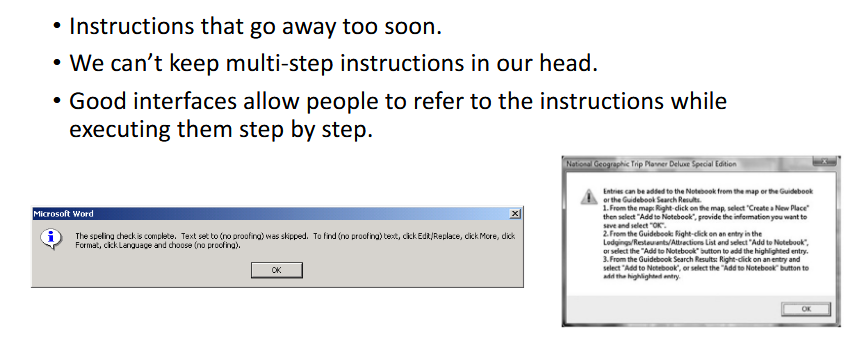 • Instructions that go away too soon.
• We can’t keep multi-step instructions in our head.
• Good interfaces allow people to refer to the instructions while
executing them step by step.
Microsoft Word
The spelling check is complete. Text set to (no proofing) was skipped. To find (no proofing) text, click Edit/Replace, click More, click
Format, click Language and choose (no proofing).
OK
National Geographic Trip Planner Deluxe Special Edition
Entries can be added to the Notebook from the map or the Guidebook
or the Guidebook Search Results.
1. From the map: Right-click on the map, select "Create a New Place"
then select "Add to Notebook", provide the information you want to
save and select "OK".
2. From the Guidebook: Right-click on an entry in the
Lodgings/Restaurants/Attractions List and select "Add to Notebook",
or select the "Add to Notebook" button to add the highlighted entry.
3. From the Guidebook Search Results: Right-click on an entry and
select "Add to Notebook", or select the "Add to Notebook" button to
add the highlighted entry.
OK